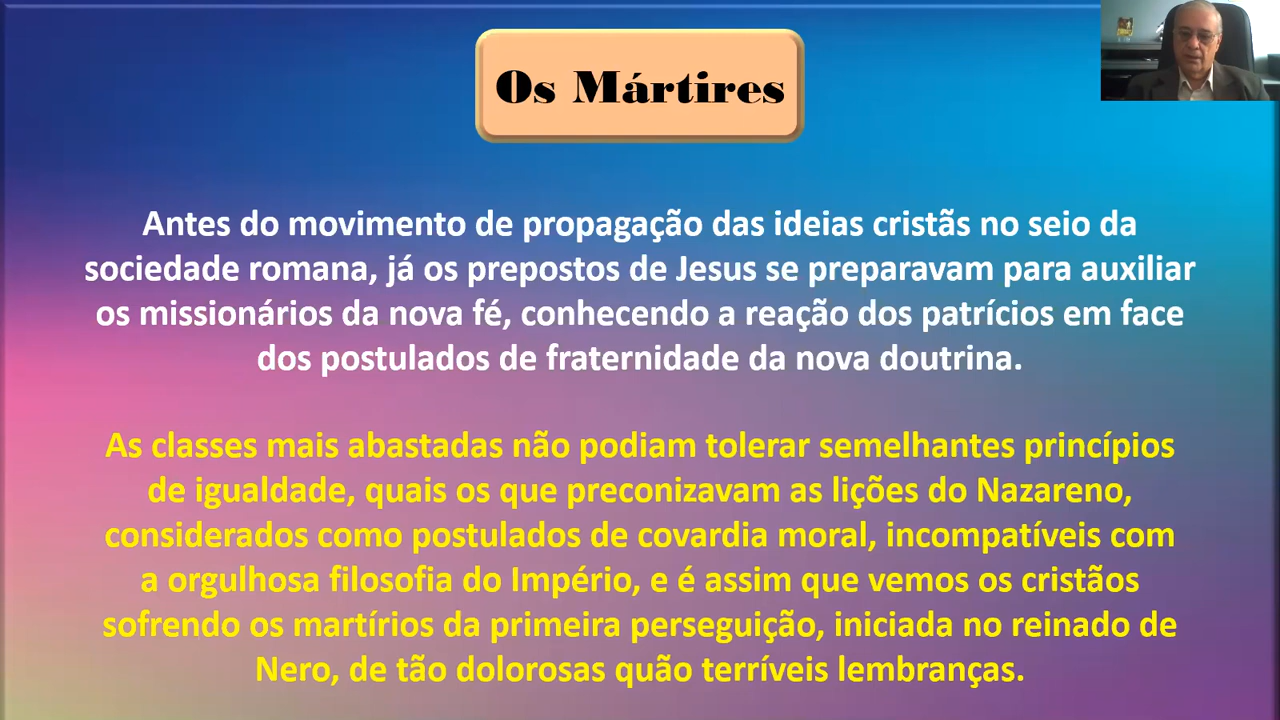 Os Mártires
Antes do movimento de propagação das ideias cristãs no seio da
sociedade romana, já os prepostos de Jesus se preparavam para auxiliar
os missionários da nova fé, conhecendo a reação dos patrícios em face
dos postulados de fraternidade da nova doutrina.
As classes mais abastadas não podiam tolerar semelhantes princípios
de igualdade, quais os que preconizavam as lições do Nazareno,
considerados como postulados de covardia moral, incompatíveis com
a orgulhosa filosofia do Império, e é assim que vemos os cristãos
sofrendo os martírios da primeira perseguição, iniciada no reinado de
Nero, de tão dolorosas quão terríveis lembranças.